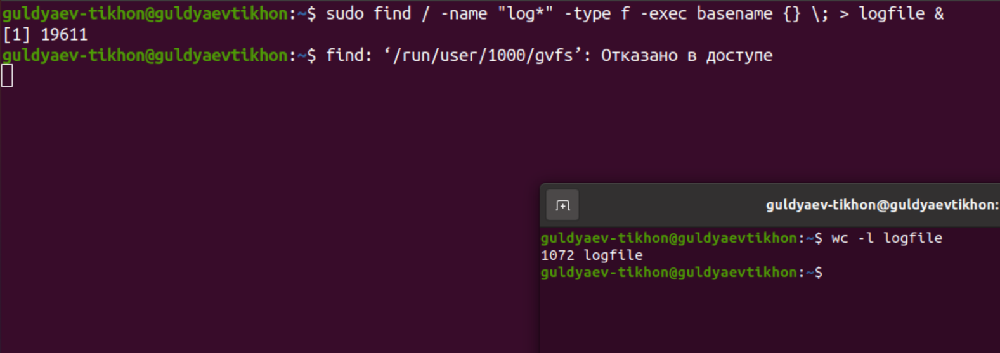 guldyaev-tikhon@guldyaevtikhon:~$ sudo find / -name "log*" -type f -exec basename {} \; > logfile &
[1] 19611
guldyaev-tikhon@guldyaevtikhon:~$ find: ‘/run/user/1000/gvfs’: Отказано в доступе
guldyaev-tikhon@guldyaevtikhon:
guldyaev-tikhon@guldyaevtikhon:~$ wc -l logfile
1072 logfile
guldyaev-tikhon@guldyaevtikhon:~$